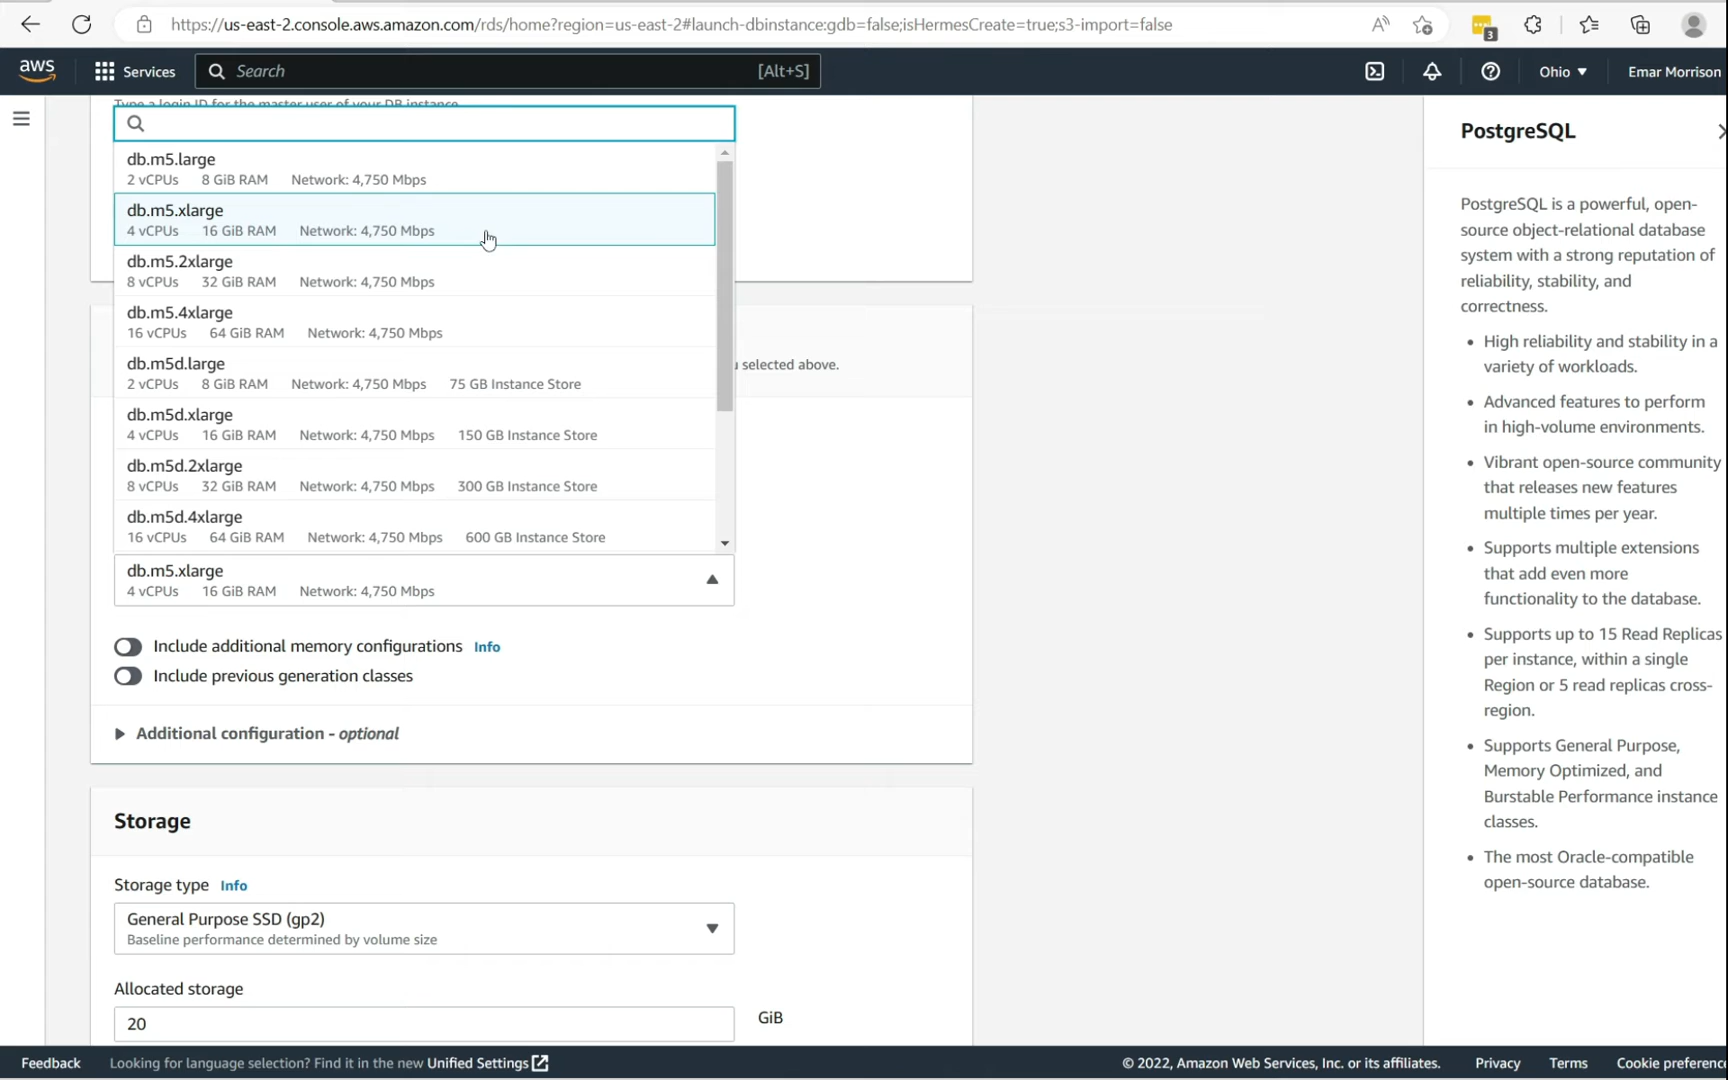 https://us-east-2.console.aws.amazon.com/rds/home?region=us-east-2#launch-dbinstance:gdb=false;isHermesCreate=true;s3-import=false
3
aws
Services
Search
[Alt+S]
Ohio
Emar Morrison
Type a login ID for the master user of your DB instance.
db.m5.large
2 vCPUs 8 GiB RAM Network: 4,750 Mbps
db.m5.xlarge
4 vCPUs 16 GiB RAM Network: 4,750 Mbps
db.m5.2xlarge
8 vCPUs 32 GiB RAM Network: 4,750 Mbps
db.m5.4xlarge
16 vCPUs 64 GiB RAM Network: 4,750 Mbps
db.m5d.large
2 vCPUs 8 GiB RAM Network: 4,750 Mbps 75 GB Instance Store
selected above.
db.m5d.xlarge
4 vCPUs 16 GiB RAM Network: 4,750 Mbps 150 GB Instance Store
db.m5d.2xlarge
8 vCPUs 32 GiB RAM Network: 4,750 Mbps 300 GB Instance Store
db.m5d.4xlarge
16 vCPUs 64 GiB RAM Network: 4,750 Mbps 600 GB Instance Store
db.m5.xlarge
4 vCPUs 16 GiB RAM Network: 4,750 Mbps
Include additional memory configurations Info
Include previous generation classes
Additional configuration - optional
Storage
Storage type Info
General Purpose SSD (gp2)
Baseline performance determined by volume size
Allocated storage
20
GiB
PostgreSQL
PostgreSQL is a powerful, open-
source object-relational database
system with a strong reputation of
reliability, stability, and
correctness.
• High reliability and stability in a
variety of workloads.
• Advanced features to perform
in high-volume environments.
• Vibrant open-source community
that releases new features
multiple times per year.
• Supports multiple extensions
that add even more
functionality to the database.
• Supports up to 15 Read Replicas
per instance, within a single
Region or 5 read replicas cross-
region.
• Supports General Purpose,
Memory Optimized, and
Burstable Performance instance
classes.
• The most Oracle-compatible
open-source database.
Feedback
Looking for language selection? Find it in the new Unified Settings
© 2022, Amazon Web Services, Inc. or its affiliates.
Privacy
Terms
Cookie preferenc